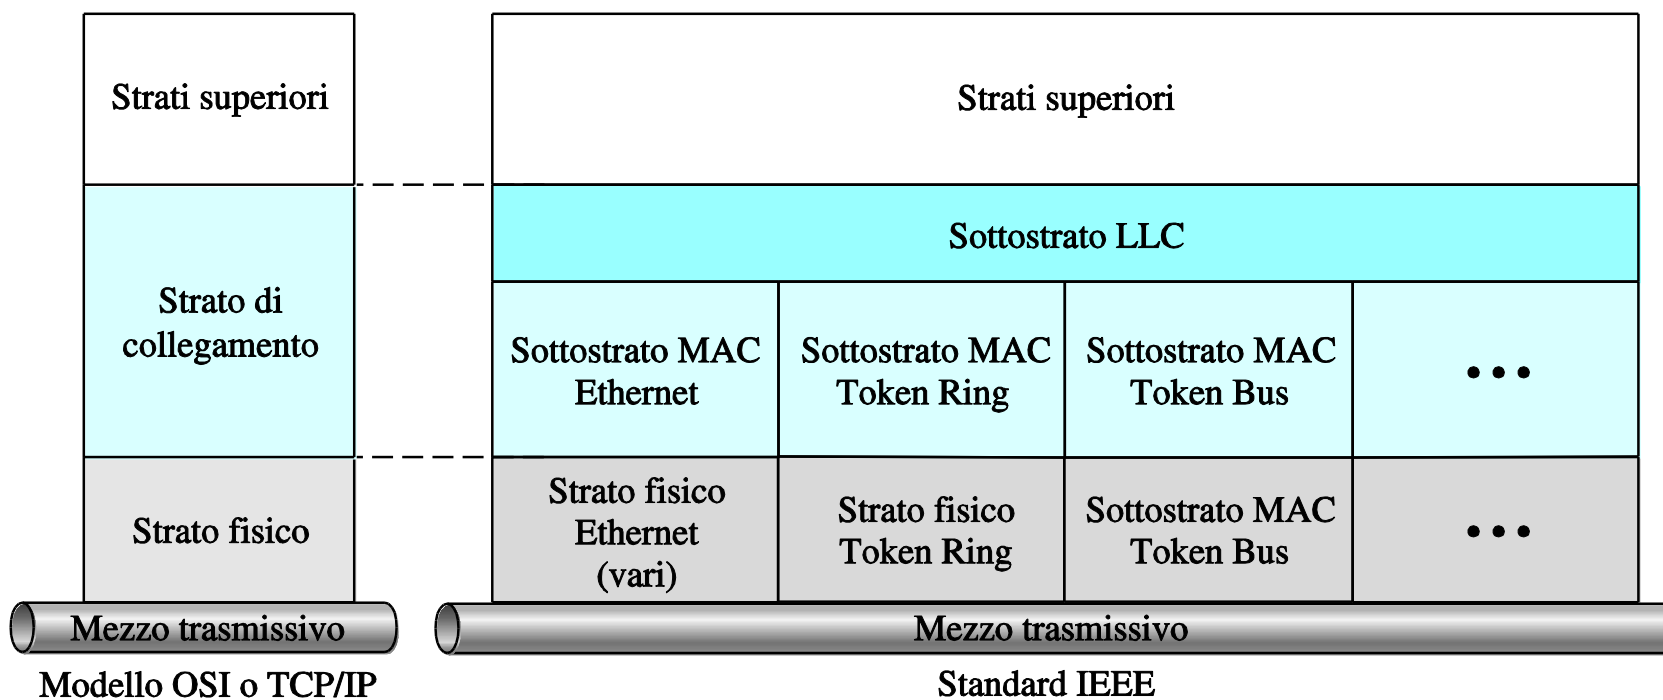 Strati superiori
Strati superiori
Sottostrato LLC
Strato di
collegamento
Sottostrato MAC
Ethernet
Sottostrato MAC
Token Ring
Sottostrato MAC
Token Bus
•••
Strato fisico
Strato fisico
Ethernet
(vari)
Strato fisico
Token Ring
Sottostrato MAC
Token Bus
•••
Mezzo trasmissivo
Mezzo trasmissivo
Modello OSI o TCP/IP
Standard IEEE